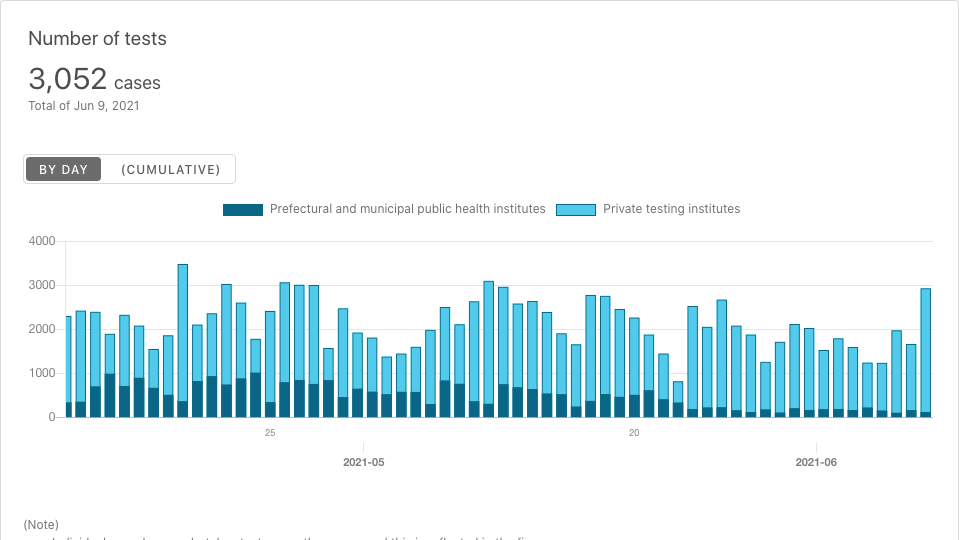 Number of tests
3,052 cases
Total of Jun 9, 2021
BY DAY (CUMULATIVE)
Prefectural and municipal public health institutes Private testing institutes
4000
3000
2000
1000
0
25 20
2021-05 2021-06
(Note)